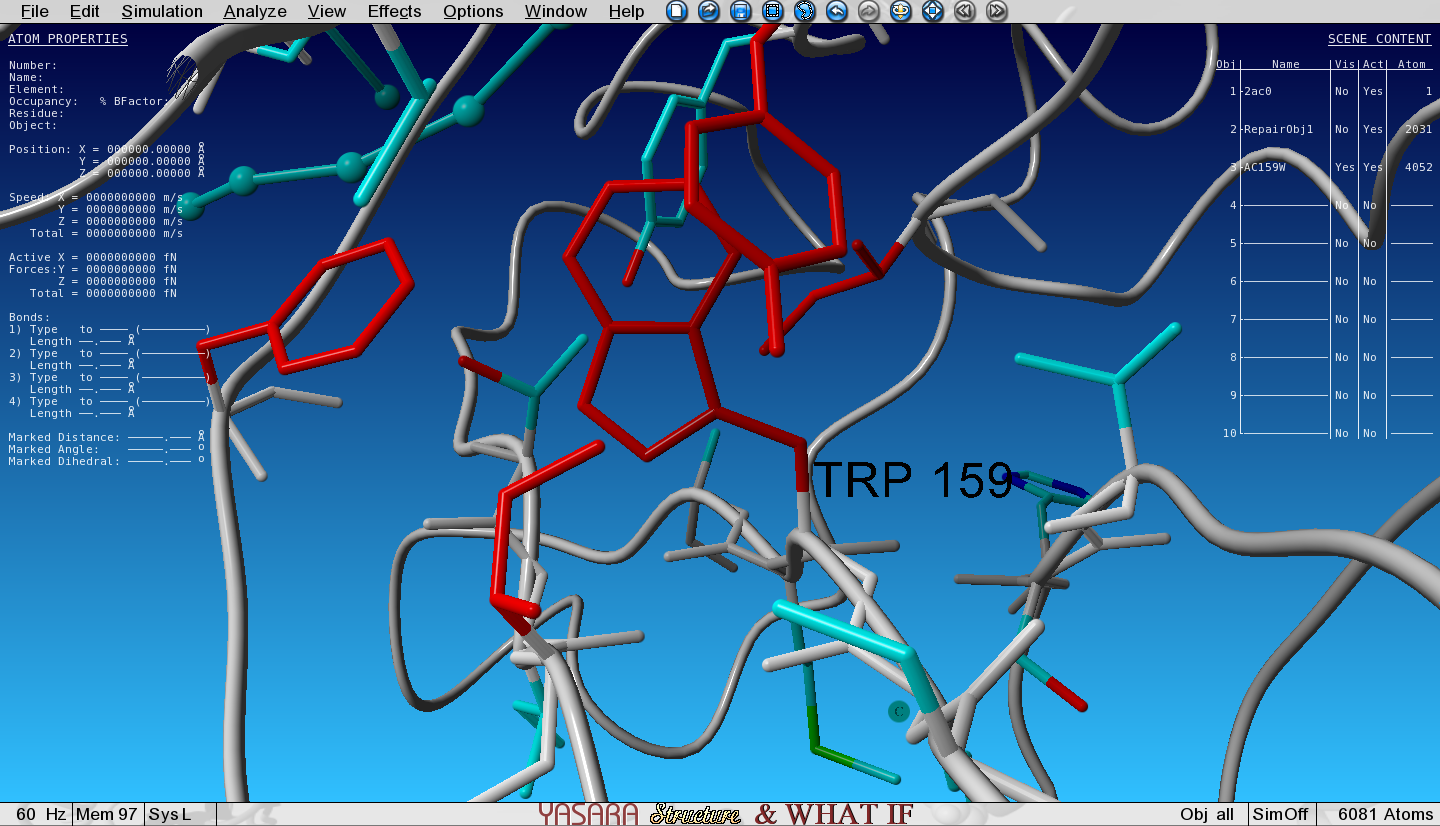 File Edit Simulation Analyze View Effects Options Window Help
ATOM PROPERTIES
Number:
Name:
Element:
Occupancy: % BFactor:
Residue:
Object:
Position: X = 000000.00000 Å
Y = 000000.00000 Å
Z = 000000.00000 Å
Speed: X = 0000000000 m/s
Y = 0000000000 m/s
Z = 0000000000 m/s
Total = 0000000000 m/s
Active X = 0000000000 fN
Forces:Y = 0000000000 fN
Z = 0000000000 fN
Total = 0000000000 fN
Bonds:
1) Type to ──── (─────────)
Length ──.─── Å
2) Type to ──── (─────────)
Length ──.─── Å
3) Type to ──── (─────────)
Length ──.─── Å
4) Type to ──── (─────────)
Length ──.─── Å
Marked Distance: ─────.─── Å
Marked Angle: ─────.─── °
Marked Dihedral: ─────.─── °
SCENE CONTENT
Obj Name Vis Act Atom
1 2ac0 No Yes 1
2 RepairObj1 No Yes 2031
3 AC159W Yes Yes 4052
4 No No
5 No No
6 No No
7 No No
8 No No
9 No No
10 No No
TRP 159
C
60 Hz Mem 97 Sys L YASARA Structure & WHAT IF Obj all SimOff 6081 Atoms